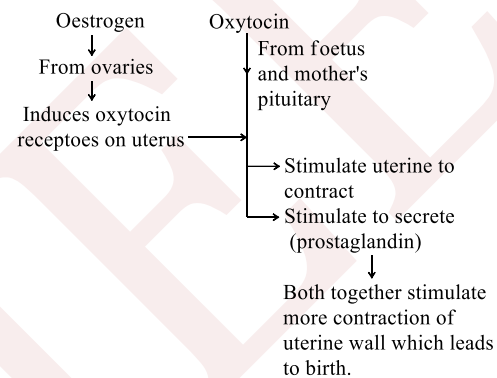 Oestrogen
From ovaries
Induces oxytocin
receptoes on uterus
Oxytocin
From foetus
and mother's
pituitary
Stimulate uterine to
contract
Stimulate to secrete
(prostaglandin)
Both together stimulate
more contraction of
uterine wall which leads
to birth.